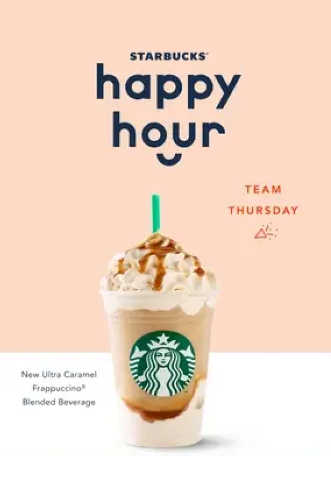 STARBUCKS®
happy
hour
TEAM
THURSDAY
New Ultra Caramel
Frappuccino®
Blended Beverage